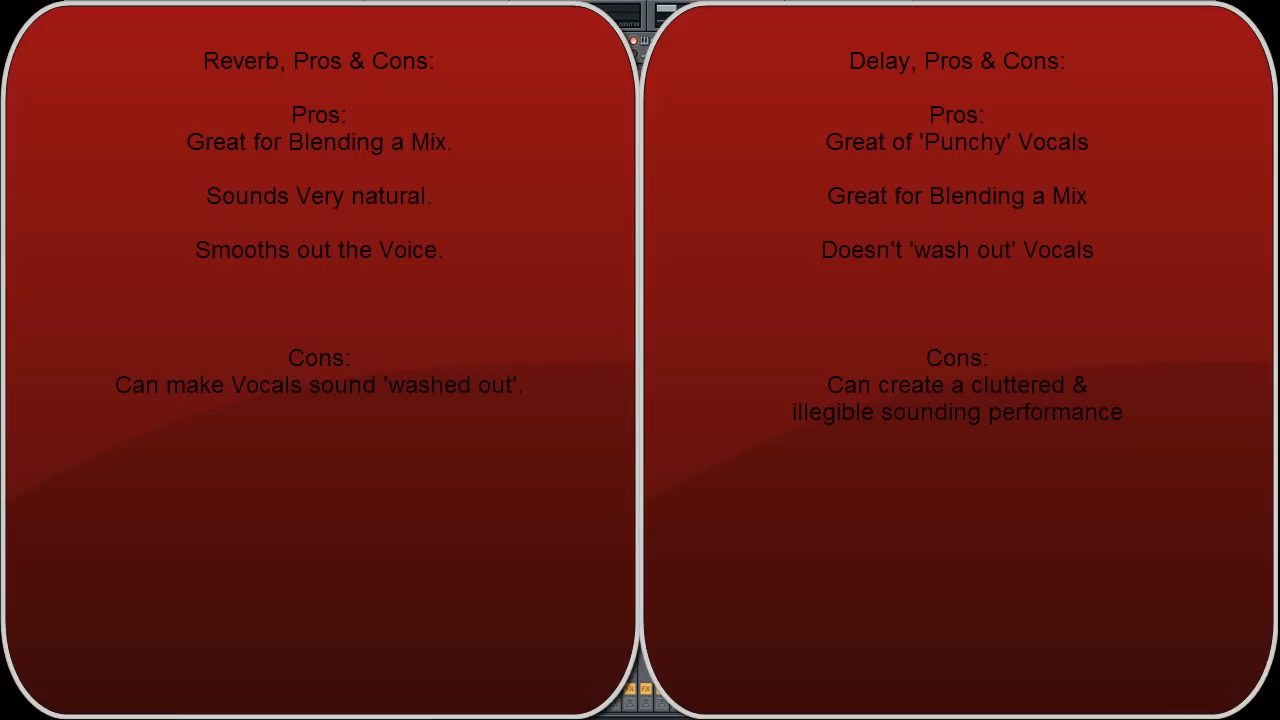 Reverb, Pros & Cons:
Pros:
Great for Blending a Mix.
Sounds Very natural.
Smooths out the Voice.
Cons:
Can make Vocals sound 'washed out'.
Delay, Pros & Cons:
Pros:
Great of 'Punchy' Vocals
Great for Blending a Mix
Doesn't 'wash out' Vocals
Cons:
Can create a cluttered &
illegible sounding performance
FX